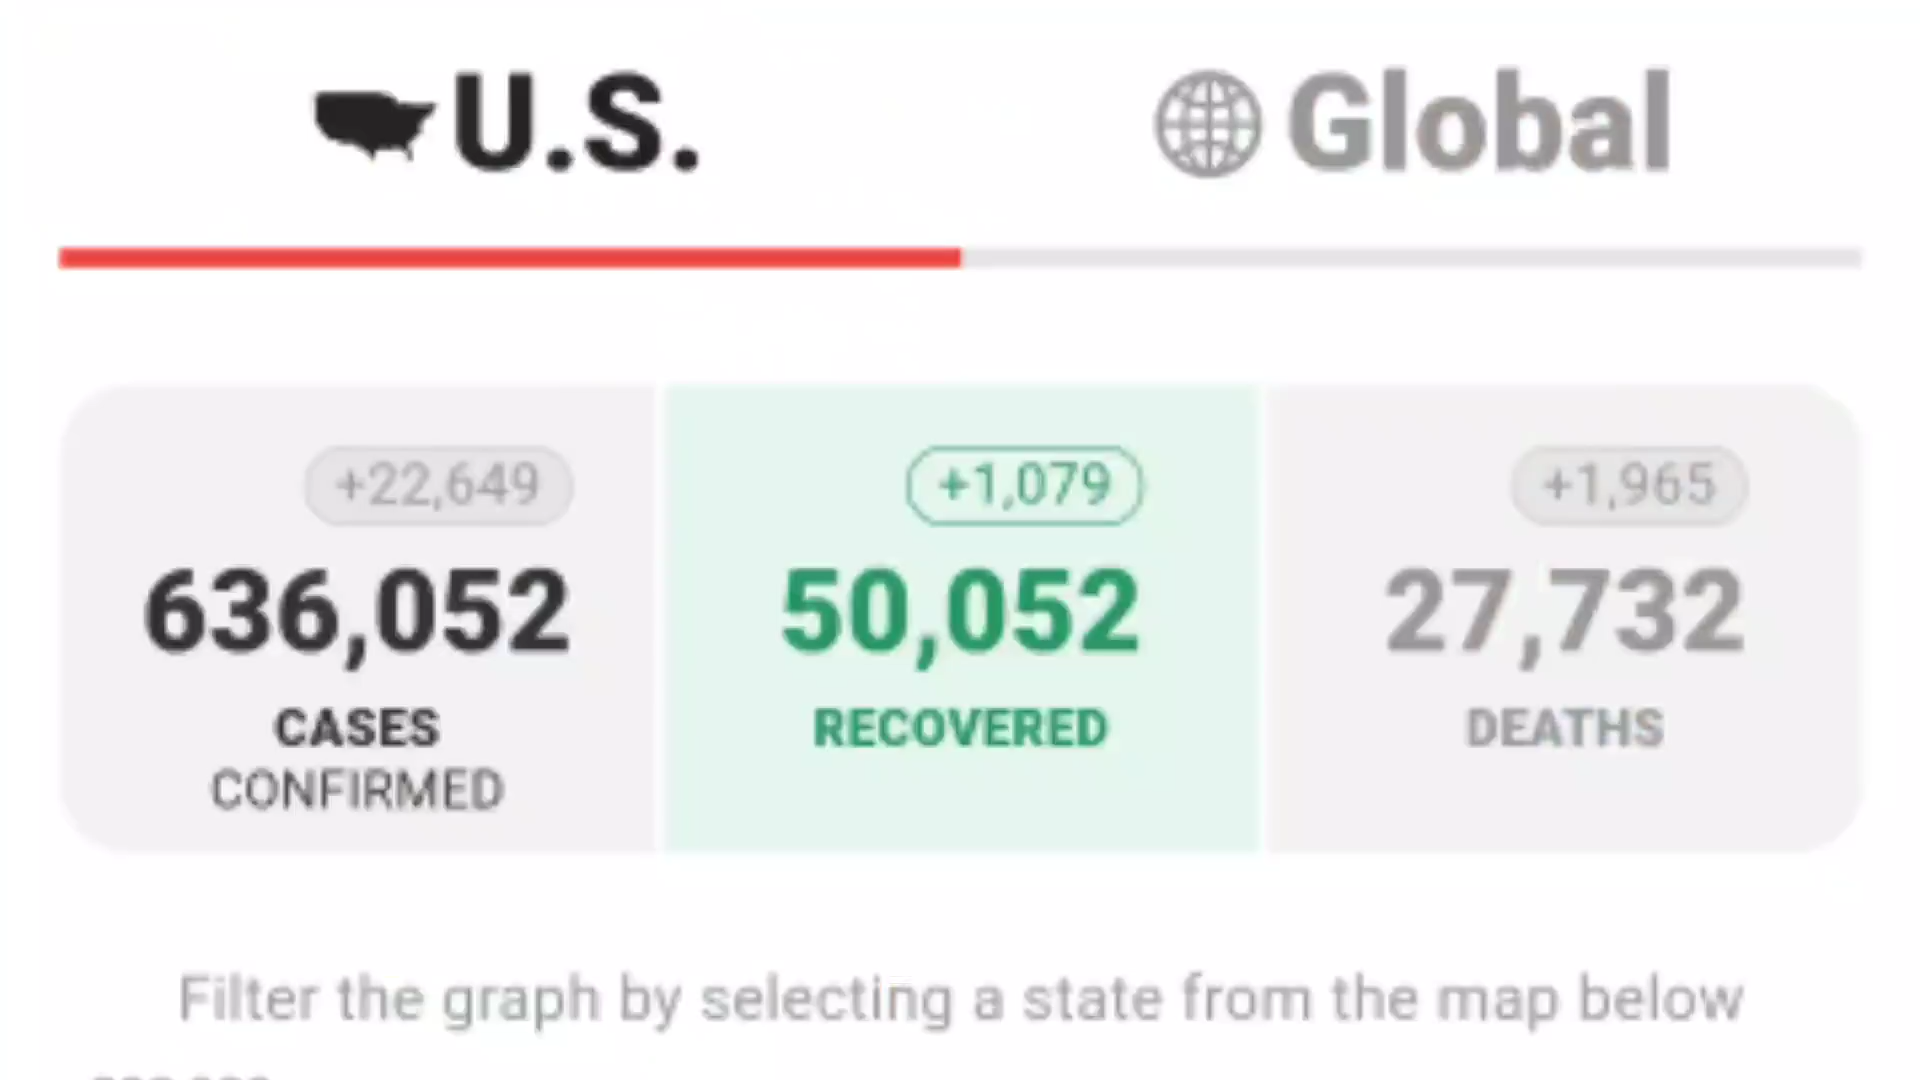 U.S. Global
+22,649 +1,079 +1,965
636,052 50,052 27,732
CASES RECOVERED DEATHS
CONFIRMED
Filter the graph by selecting a state from the map below